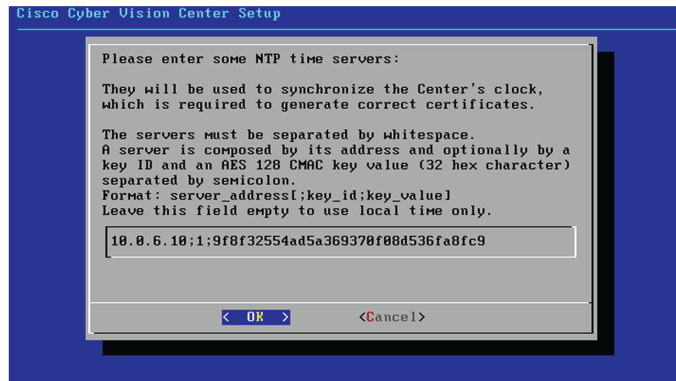 Cisco Cyber Vision Center Setup
Please enter some NTP time servers:
They will be used to synchronize the Center's clock,
which is required to generate correct certificates.
The servers must be separated by whitespace.
A server is composed by its address and optionally by a
key ID and an AES 128 CMAC key value (32 hex character)
separated by semicolon.
Format: server_address[;key_id;key_value]
Leave this field empty to use local time only.
10.0.6.10;1;9f8f32554ad5a369370f08d536fa8fc9
< OK > <Cancel>